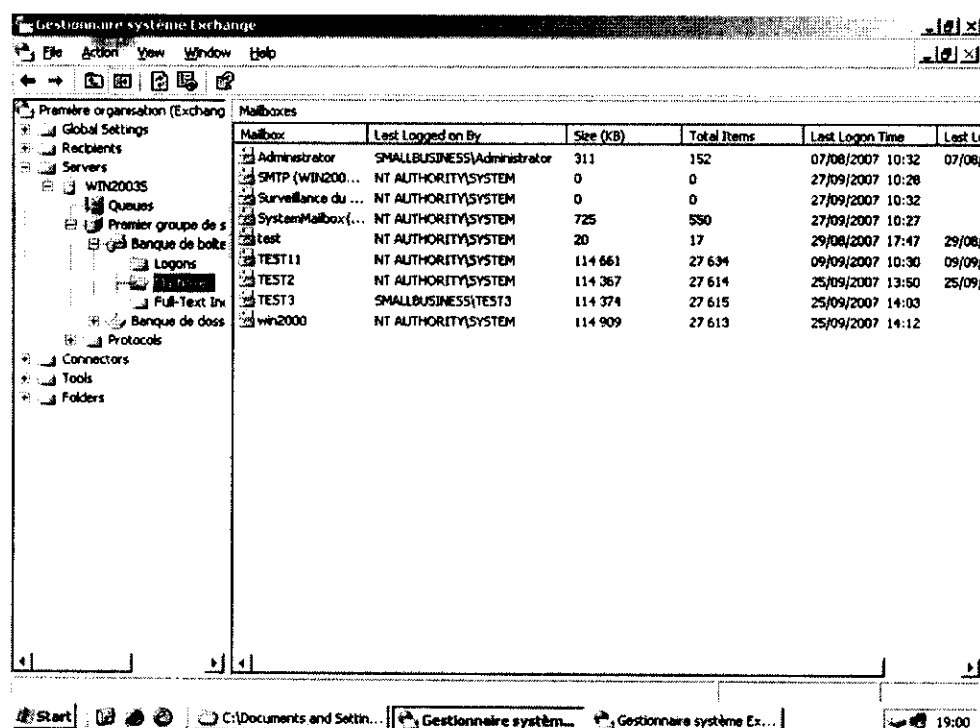 Gestionnaire système Exchange
File Action View Window Help
Première organisation (Exchang
Global Settings
Recipients
Servers
WIN2003S
Queues
Premier groupe de s
Banque de boîte
Logons
Full-Text In
Banque de doss
Protocols
Connectors
Tools
Folders
Mailboxes
Mailbox Last Logged on By Size (KB) Total Items Last Logon Time Last Lo
Administrator SMALLBUSINESS\Administrator 311 152 07/08/2007 10:32 07/08/
SMTP (WIN200... NT AUTHORITY\SYSTEM 0 0 27/09/2007 10:28
Surveillance du ... NT AUTHORITY\SYSTEM 0 0 27/09/2007 10:32
SystemMailbox{... NT AUTHORITY\SYSTEM 725 550 27/09/2007 10:27
test NT AUTHORITY\SYSTEM 20 17 29/08/2007 17:47 29/08/
TEST11 NT AUTHORITY\SYSTEM 114 661 27 634 09/09/2007 10:30 09/09/
TEST2 NT AUTHORITY\SYSTEM 114 367 27 614 25/09/2007 13:50 25/09/
TEST3 SMALLBUSINESS\TEST3 114 374 27 615 25/09/2007 14:03
win2000 NT AUTHORITY\SYSTEM 114 909 27 613 25/09/2007 14:12
Start C:\Documents and Settin... Gestionnaire systèm... Gestionnaire système Ex... 19:00